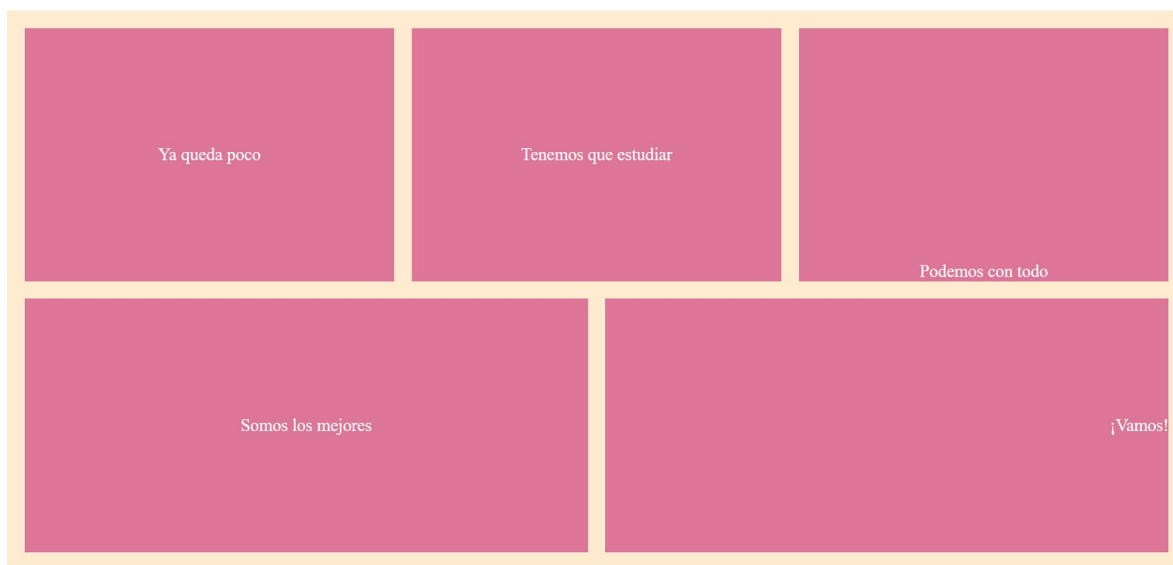 Ya queda poco
Tenemos que estudiar
Podemos con todo
Somos los mejores
¡Vamos!